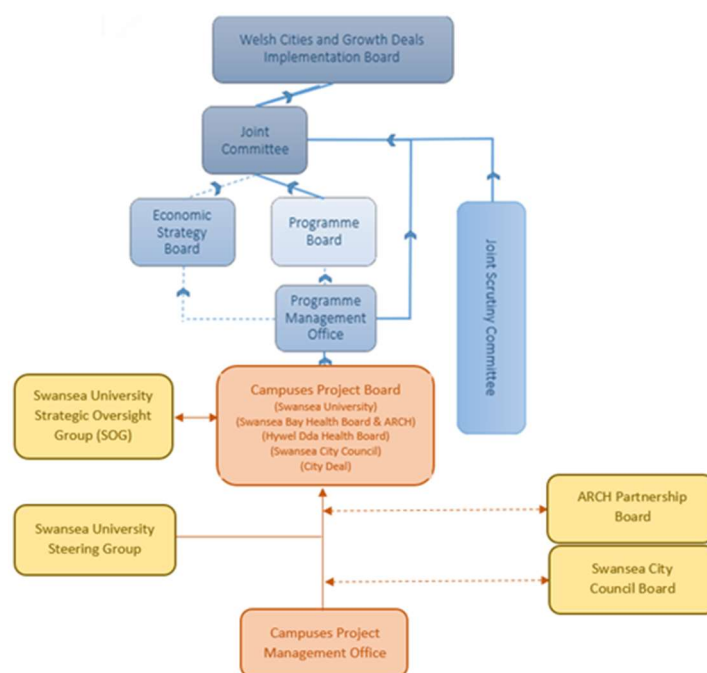 Welsh Cities and Growth Deals
Implementation Board
Joint
Committee
Economic
Strategy
Board
Programme
Board
Joint Scrutiny Committee
Programme
Management
Office
Swansea University
Strategic Oversight
Group (SOG)
Campuses Project Board
(Swansea University)
(Swansea Bay Health Board & ARCH)
(Hywel Dda Health Board)
(Swansea City Council)
(City Deal)
ARCH Partnership
Board
Swansea University
Steering Group
Swansea City
Council Board
Campuses Project
Management Office